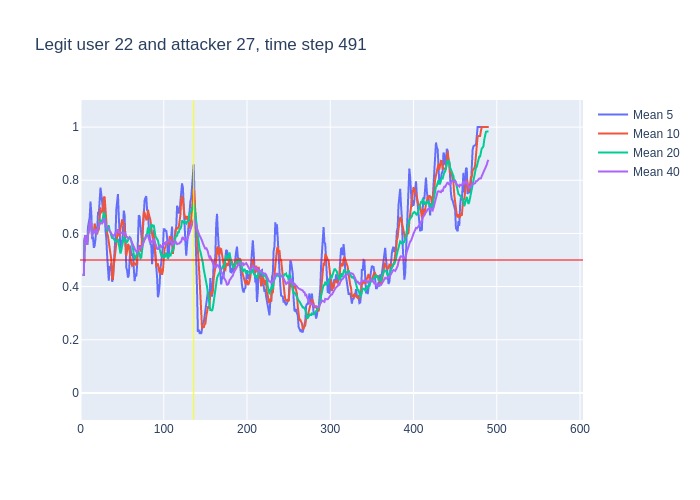 Legit user 22 and attacker 27, time step 491
Mean 5
Mean 10
Mean 20
Mean 40
1
0.8
0.6
0.4
0.2
0
0 100 200 300 400 500 600